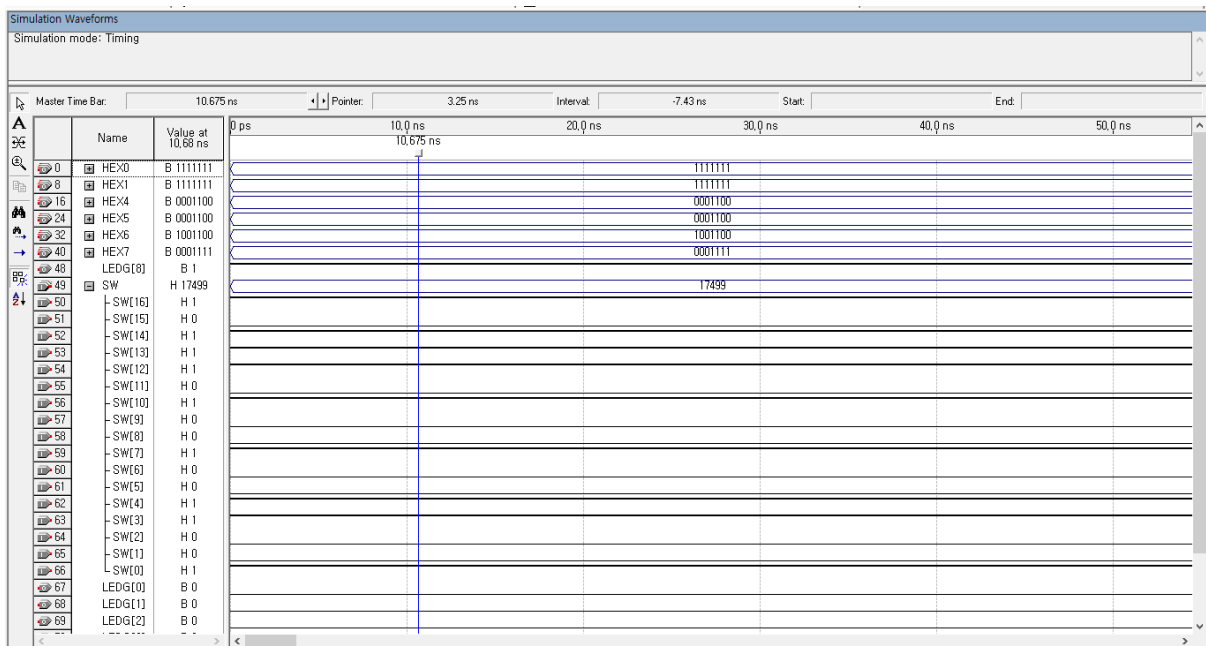 Simulation Waveforms
Simulation mode: Timing
Master Time Bar: 10.675 ns Pointer: 3.25 ns Interval: -7.43 ns Start: End:
Name Value at 10.68 ns 0 ps 10.0 ns 20.0 ns 30.0 ns 40.0 ns 50.0 ns
10.675 ns
0 HEX0 B 1111111 1111111
8 HEX1 B 1111111 1111111
16 HEX4 B 0001100 0001100
24 HEX5 B 0001100 0001100
32 HEX6 B 1001100 1001100
40 HEX7 B 0001111 0001111
48 LEDG[8] B 1
49 SW H 17499 17499
50 SW[16] H 1
51 SW[15] H 0
52 SW[14] H 1
53 SW[13] H 1
54 SW[12] H 1
55 SW[11] H 0
56 SW[10] H 1
57 SW[9] H 0
58 SW[8] H 0
59 SW[7] H 1
60 SW[6] H 0
61 SW[5] H 0
62 SW[4] H 1
63 SW[3] H 1
64 SW[2] H 0
65 SW[1] H 0
66 SW[0] H 1
67 LEDG[0] B 0
68 LEDG[1] B 0
69 LEDG[2] B 0